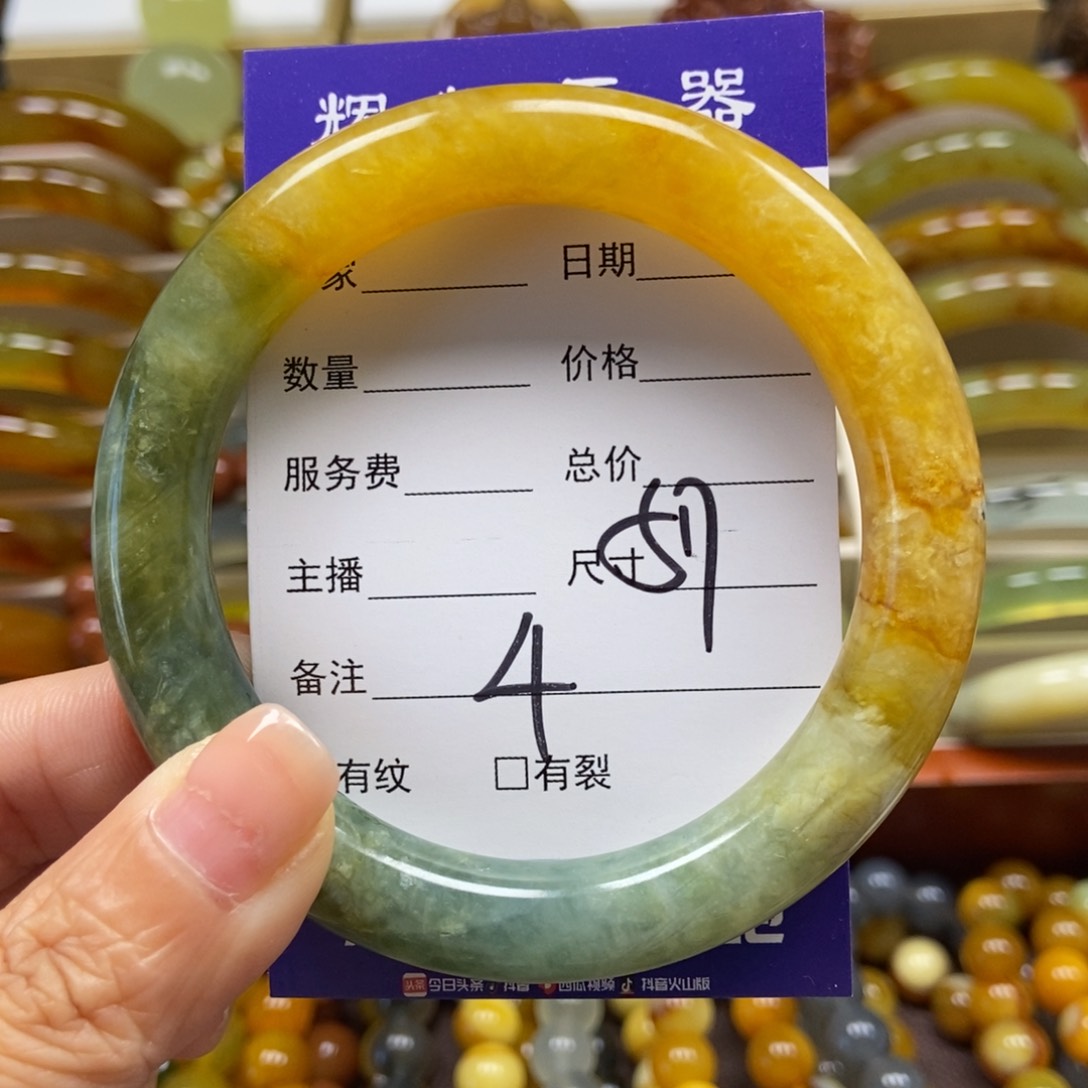 辉 器
家 日期
数量 价格
服务费 总价
57
主播 尺寸
4
备注
有纹 □有裂
今日头条 抖音 西瓜视频 抖音火山版